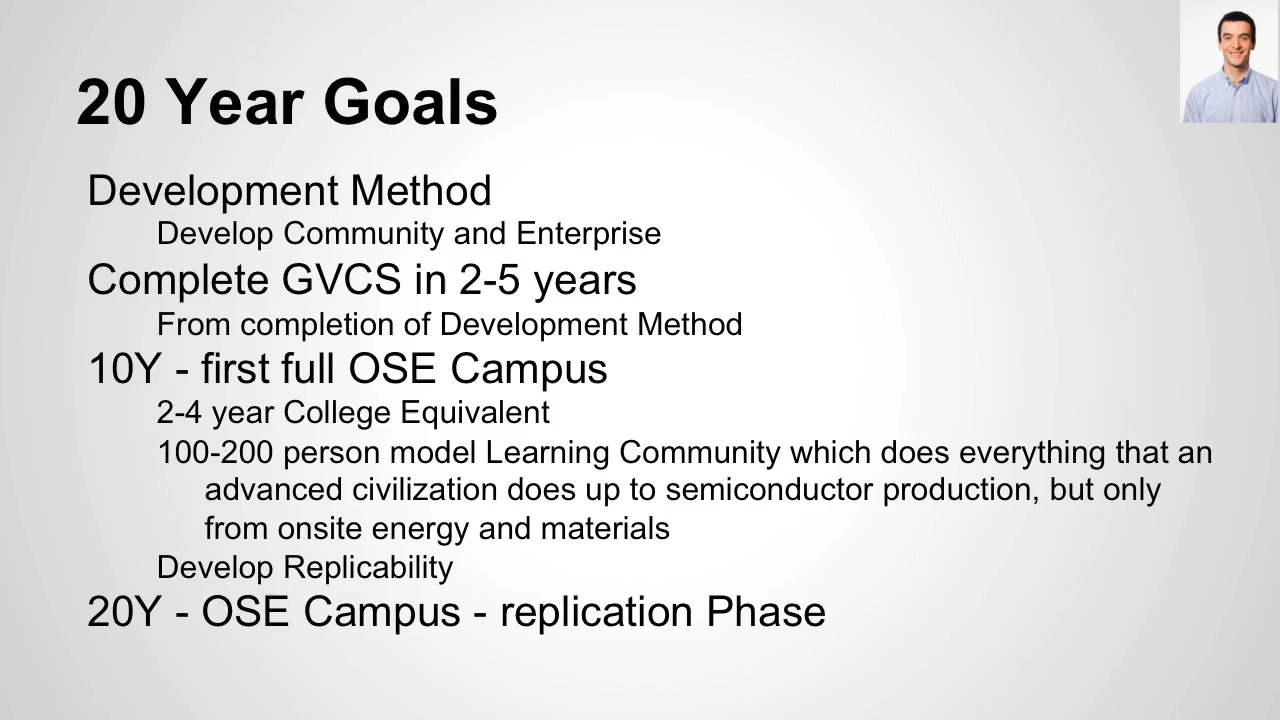 20 Year Goals
Development Method
Develop Community and Enterprise
Complete GVCS in 2-5 years
From completion of Development Method
10Y - first full OSE Campus
2-4 year College Equivalent
100-200 person model Learning Community which does everything that an
advanced civilization does up to semiconductor production, but only
from onsite energy and materials
Develop Replicability
20Y - OSE Campus - replication Phase